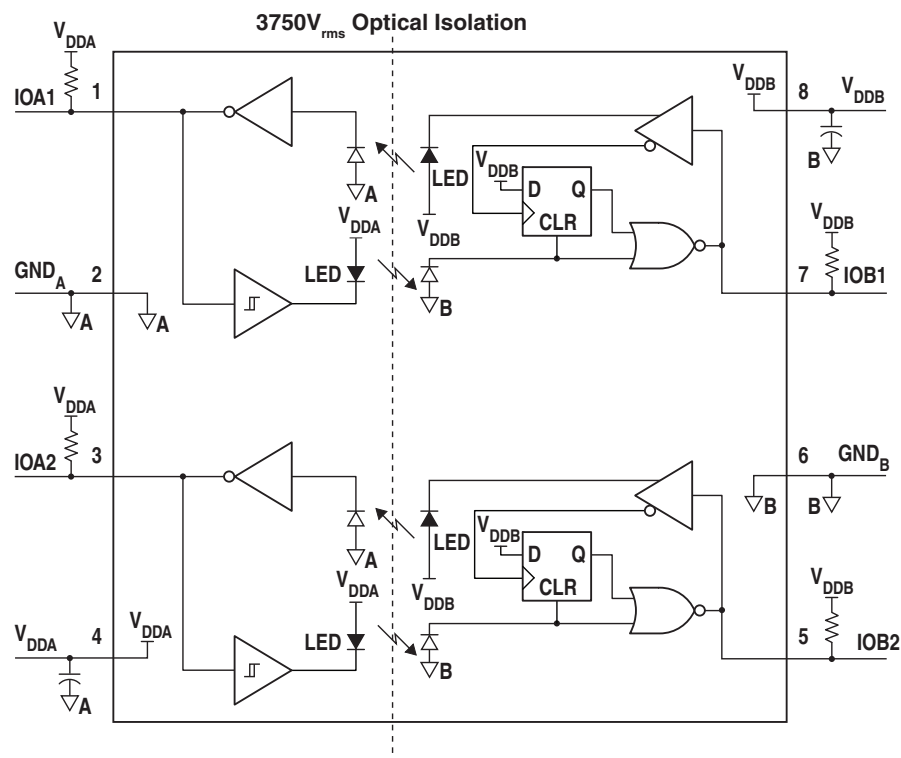 3750Vrms Optical Isolation
VDDA
IOA1
1
A
LED
VDDB
VDDA
LED
B
VDDB
D
Q
CLR
VDDB
8
VDDB
B
VDDB
7
IOB1
GNDA
2
A
A
VDDA
IOA2
3
A
LED
VDDB
VDDA
LED
B
VDDB
D
Q
CLR
6
GNDB
B
B
VDDB
5
IOB2
VDDA
4
VDDA
A